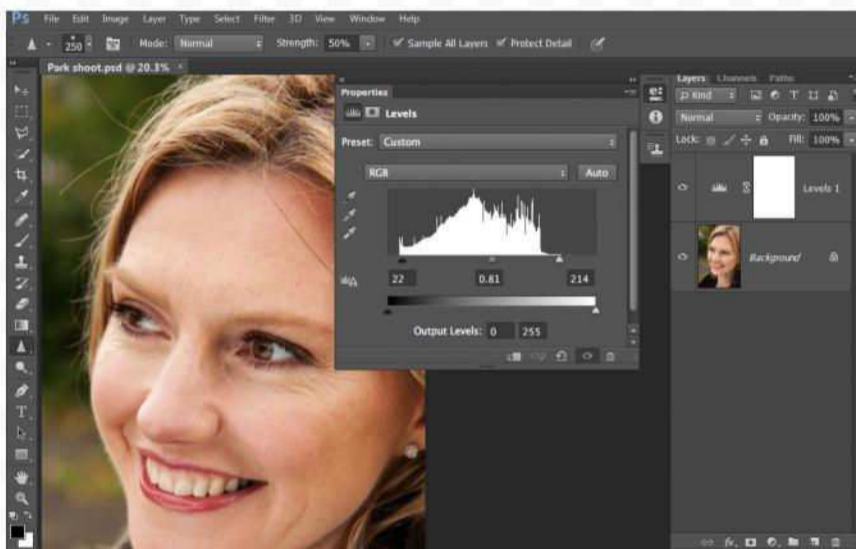 Ps File Edit Image Layer Type Select Filter 3D View Window Help
250 Mode: Normal Strength: 50% Sample All Layers Protect Detail
Park shoot.psd @ 20.3% ×
Properties
Levels
Preset: Custom
RGB Auto
22 0.81 214
Output Levels: 0 255
Layers Channels Paths
Kind
Normal Opacity: 100%
Lock: Fill: 100%
Levels 1
Background